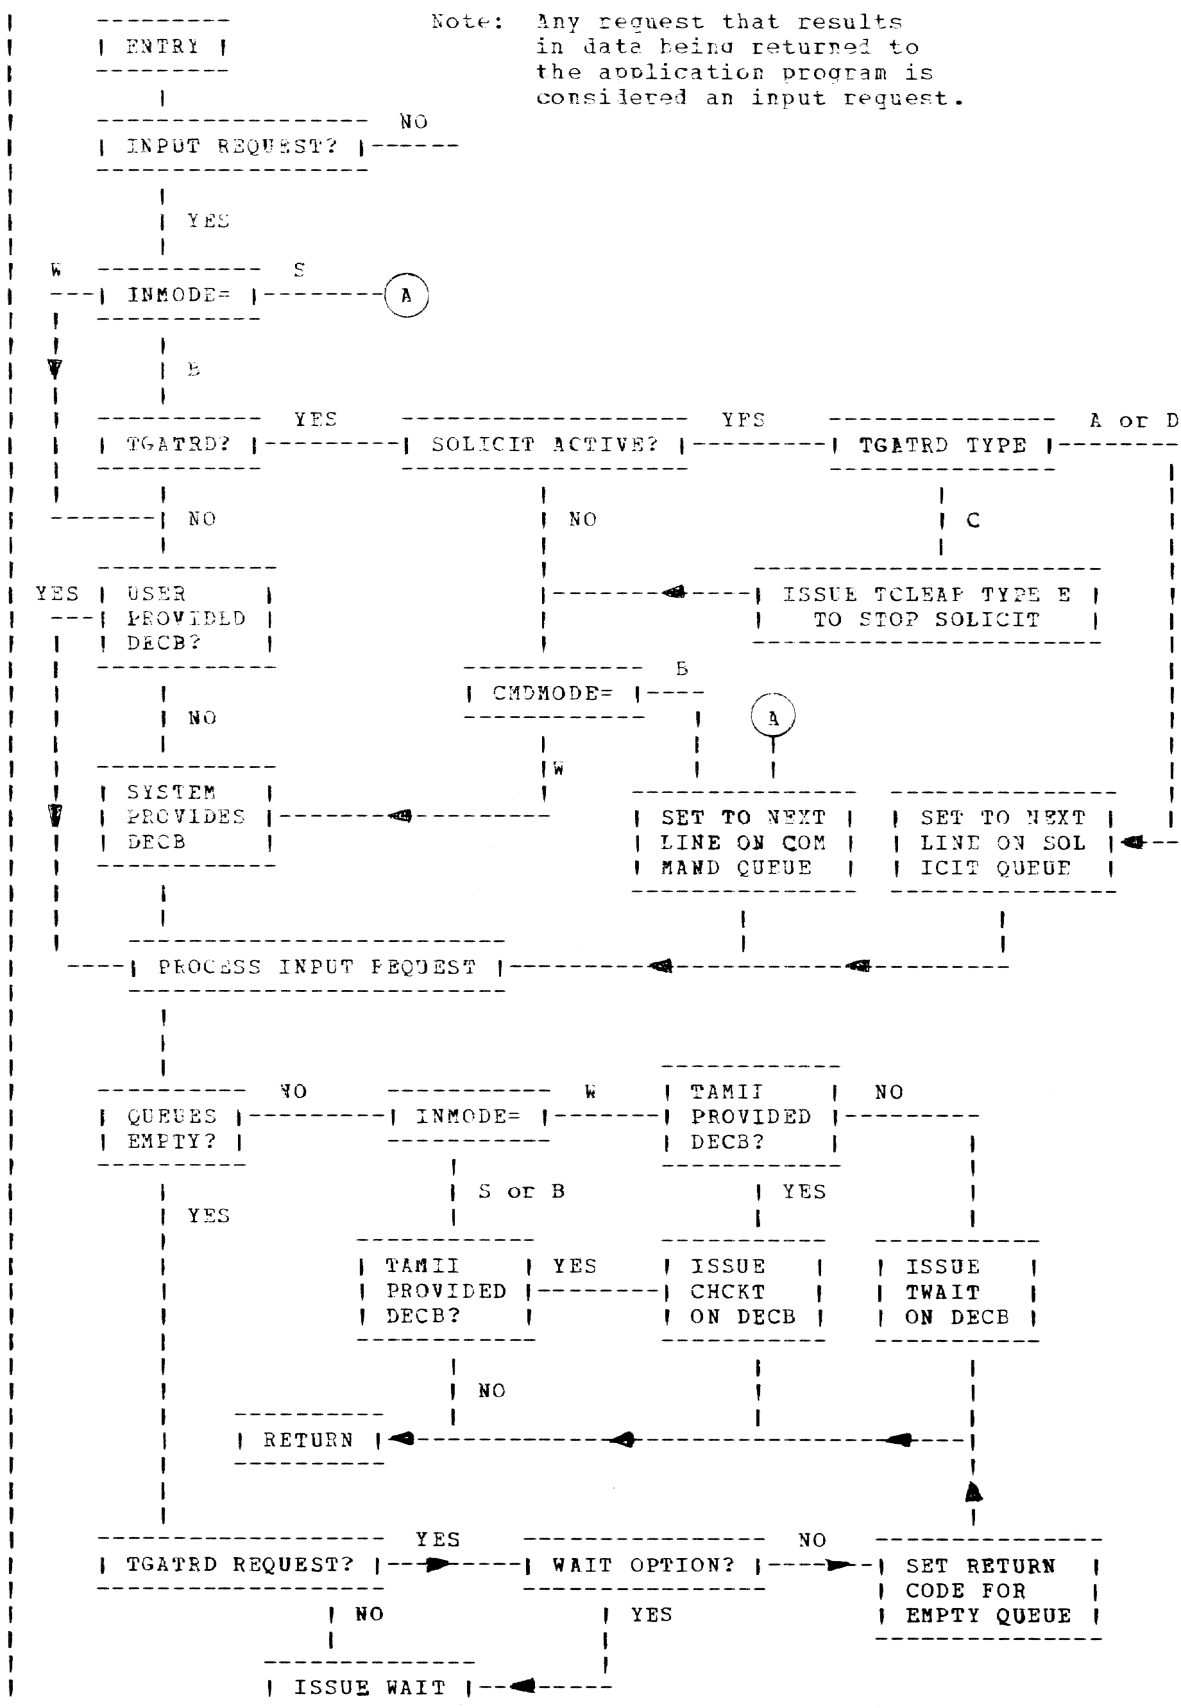 Note: Any request that results
in data being returned to
the application program is
considered an input request.
ENTRY
NO
INPUT REQUEST?
YES
W
S
INMODE=
A
B
YES
YES
A or D
TGATRD?
SOLICIT ACTIVE?
TGATRD TYPE
NO
NO
C
YES
USER
PROVIDED
DECB?
ISSUE TCLEAR TYPE E
TO STOP SOLICIT
B
CMDMODE=
NO
A
W
SYSTEM
PROVIDES
DECB
SET TO NEXT
LINE ON COM
MAND QUEUE
SET TO NEXT
LINE ON SOL
ICIT QUEUE
PROCESS INPUT REQUEST
NO
W
NO
QUEUES
EMPTY?
INMODE=
TAMII
PROVIDED
DECB?
S or B
YES
YES
TAMII
PROVIDED
DECB?
YES
ISSUE
CHCKT
ON DECB
ISSUE
TWAIT
ON DECB
NO
RETURN
YES
NO
TGATRD REQUEST?
WAIT OPTION?
SET RETURN
CODE FOR
EMPTY QUEUE
NO
YES
ISSUE WAIT